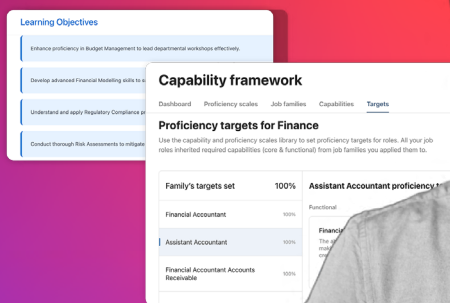 Learning Objectives
Enhance proficiency in Budget Management to lead departmental workshops effectively.
Develop advanced Financial Modelling skills to
Understand and apply Regulatory Compliance
Conduct thorough Risk Assessments to mitigate
Capability framework
Dashboard Proficiency scales Job families Capabilities Targets
Proficiency targets for Finance
Use the capability and proficiency scales library to set proficiency targets for roles. All your job
roles inherited required capabilities (core & functional) from job families you applied them to.
Family's targets set 100%
Assistant Accountant proficiency
Functional
Financial Accountant 100%
Assistant Accountant 100%
Financial Accountant Accounts
Receivable 100%